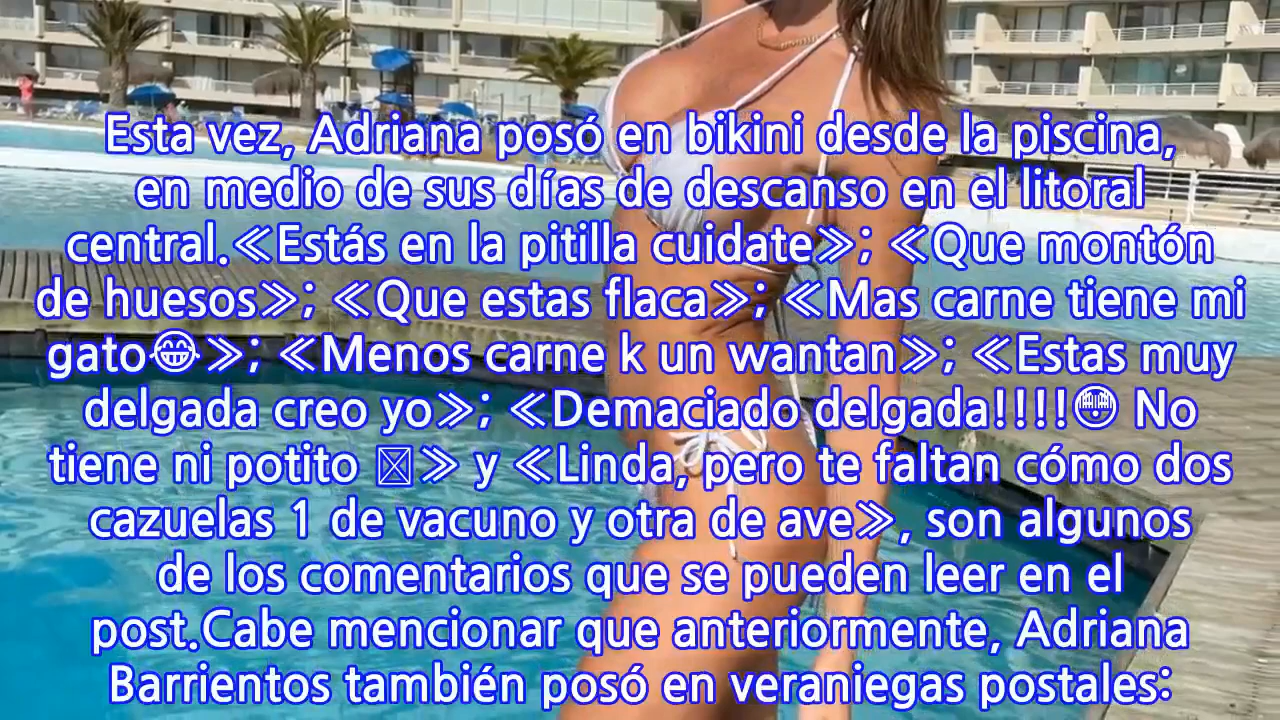 Esta vez, Adriana posó en bikini desde la piscina,
en medio de sus días de descanso en el litoral
central.≪Estás en la pitilla cuidate≫; ≪Que montón
de huesos≫; ≪Que estas flaca≫; ≪Mas carne tiene mi
gato😂≫; ≪Menos carne k un wantan≫; ≪Estas muy
delgada creo yo≫; ≪Demaciado delgada!!!!😳 No
tiene ni potito ≫ y ≪Linda, pero te faltan cómo dos
cazuelas 1 de vacuno y otra de ave≫, son algunos
de los comentarios que se pueden leer en el
post.Cabe mencionar que anteriormente, Adriana
Barrientos también posó en veraniegas postales: